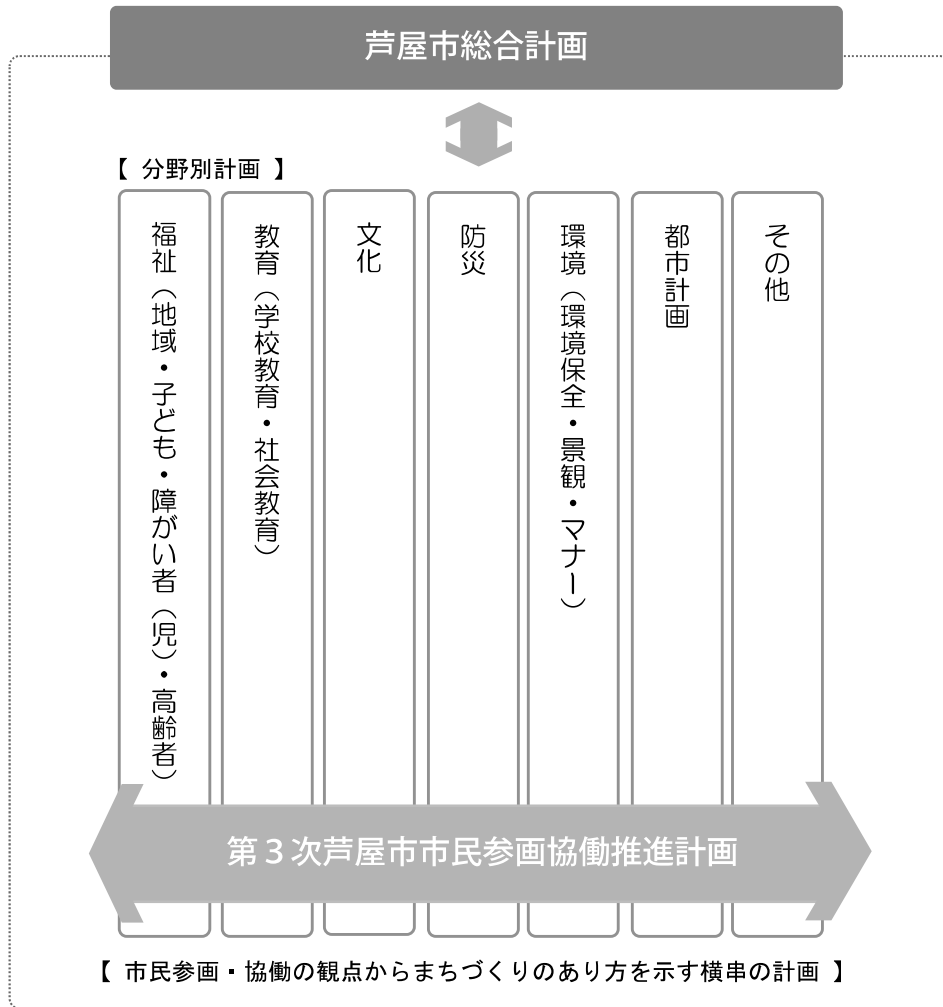 芦屋市総合計画
【 分野別計画 】
福祉（地域・子ども・障がい者（児）・高齢者）
教育（学校教育・社会教育）
文化
防災
環境（環境保全・景観・マナー）
都市計画
その他
第３次芦屋市市民参画協働推進計画
【 市民参画・協働の観点からまちづくりのあり方を示す横串の計画 】